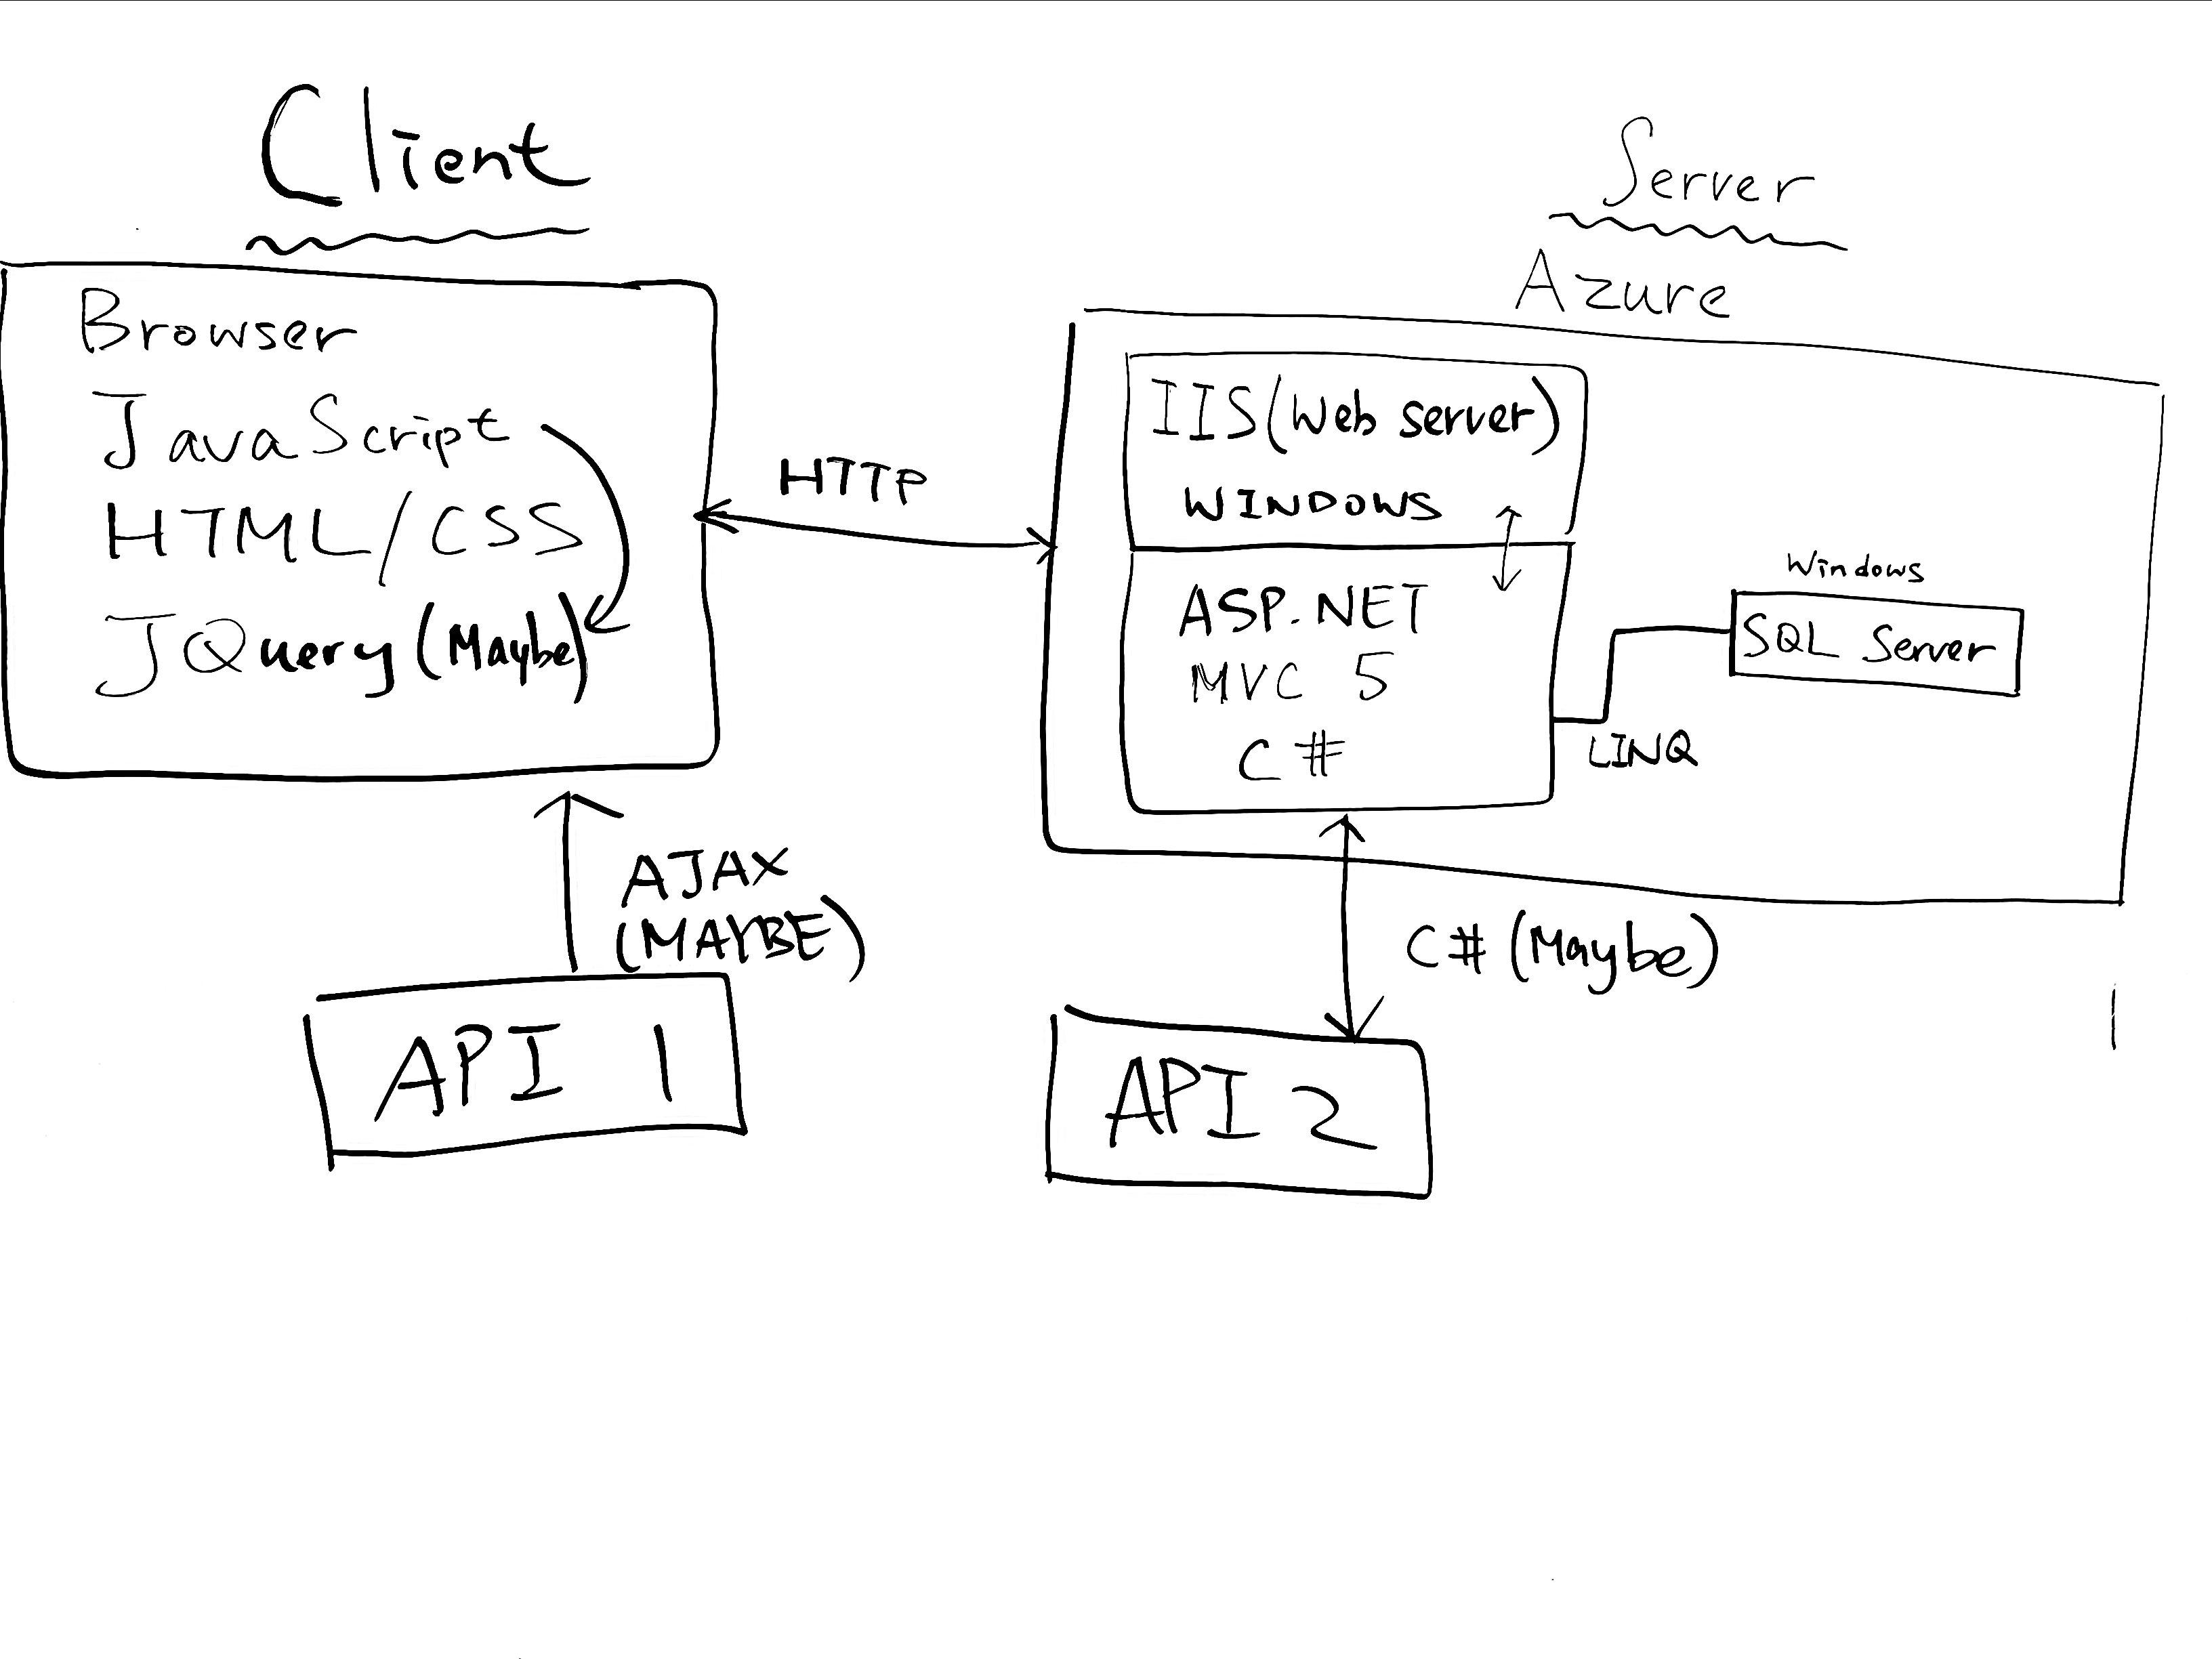 Client
Browser
JavaScript
HTML/CSS
JQuery (Maybe)
HTTP
Server
Azure
IIS (Web server)
WINDOWS
ASP.NET
MVC 5
C#
Windows
SQL Server
LINQ
AJAX
(MAYBE)
API 1
C# (Maybe)
API 2